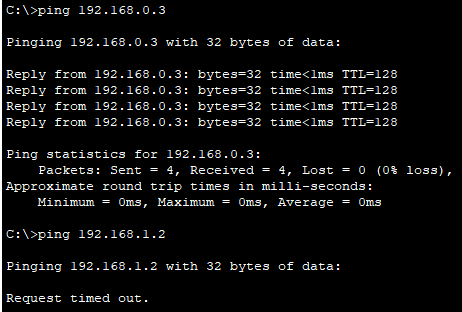 C:\>ping 192.168.0.3
Pinging 192.168.0.3 with 32 bytes of data:
Reply from 192.168.0.3: bytes=32 time<1ms TTL=128
Reply from 192.168.0.3: bytes=32 time<1ms TTL=128
Reply from 192.168.0.3: bytes=32 time<1ms TTL=128
Reply from 192.168.0.3: bytes=32 time<1ms TTL=128
Ping statistics for 192.168.0.3:
    Packets: Sent = 4, Received = 4, Lost = 0 (0% loss),
Approximate round trip times in milli-seconds:
    Minimum = 0ms, Maximum = 0ms, Average = 0ms
C:\>ping 192.168.1.2
Pinging 192.168.1.2 with 32 bytes of data:
Request timed out.